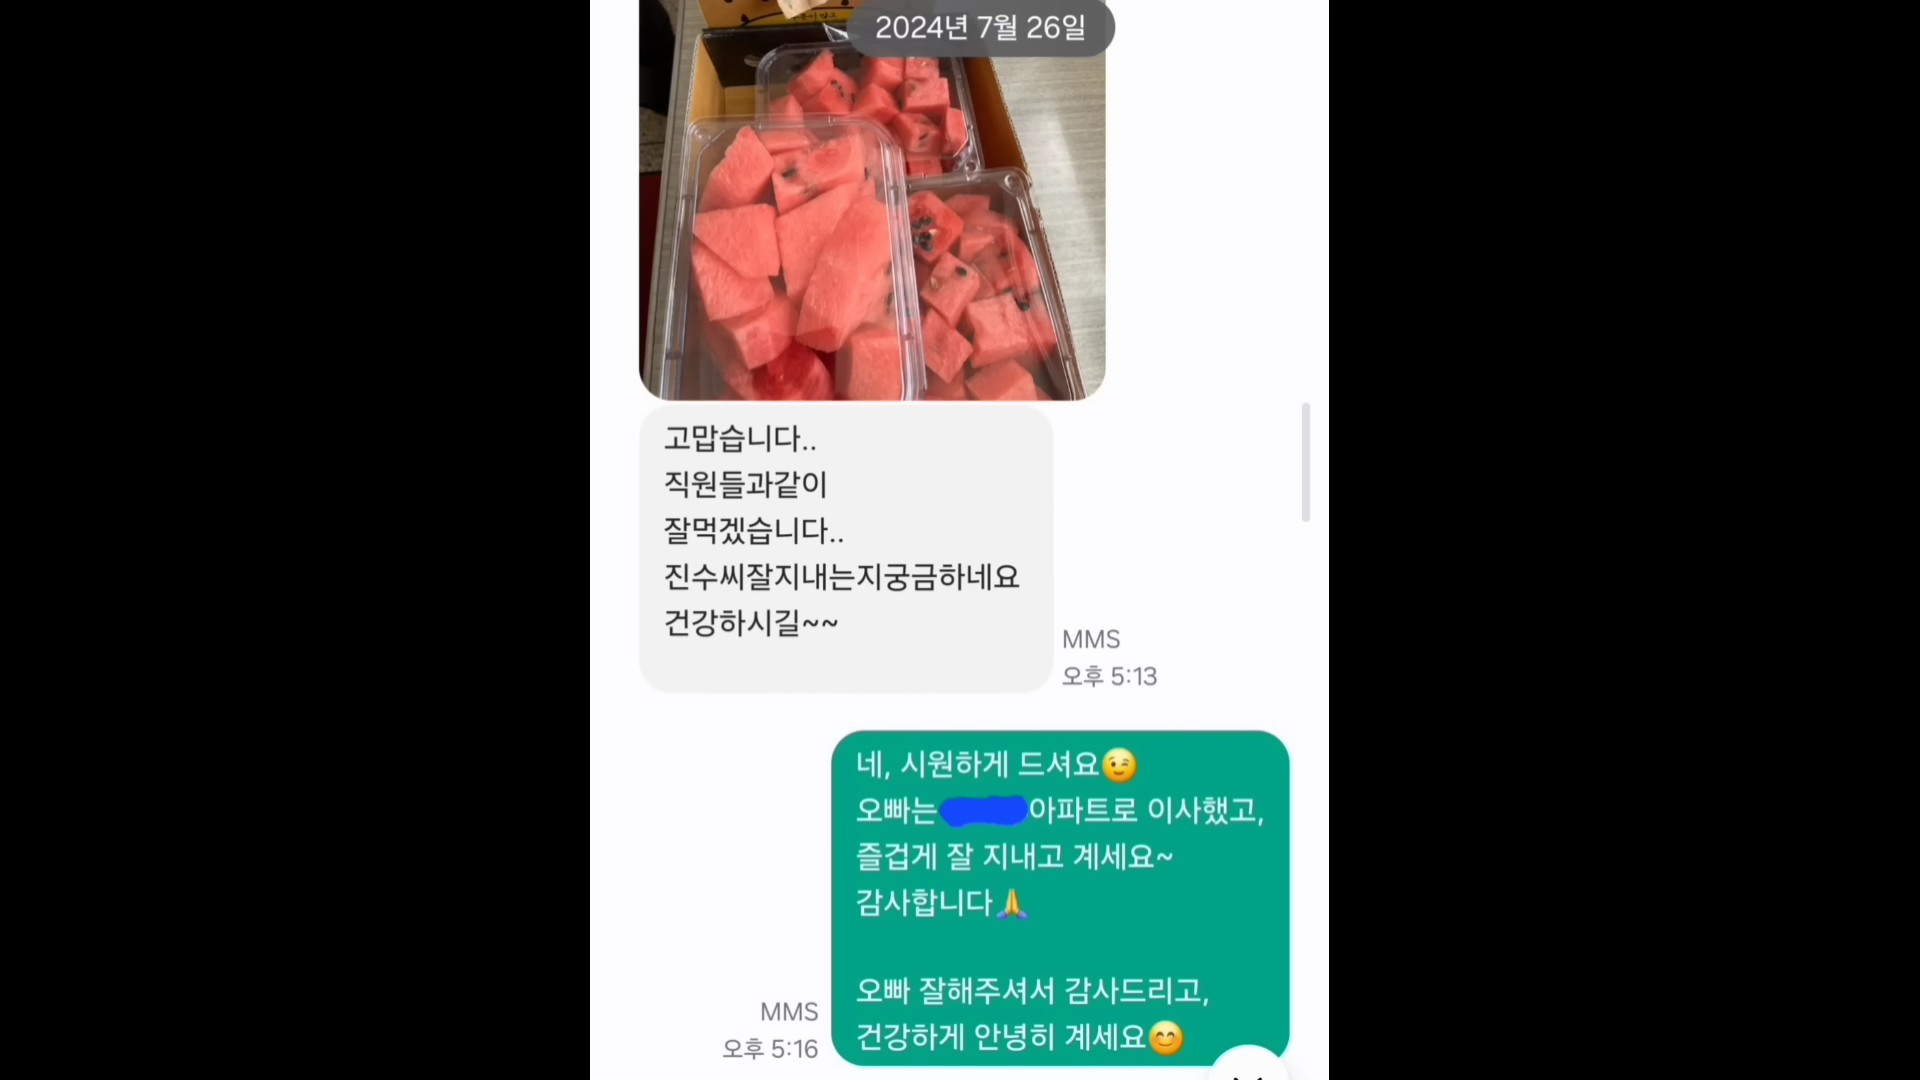 2024년 7월 26일
고맙습니다..
직원들과같이
잘먹겠습니다..
진수씨잘지내는지궁금하네요
건강하시길~~
MMS
오후 5:13
네, 시원하게 드셔요😉
오빠는 아파트로 이사했고,
즐겁게 잘 지내고 계세요~
감사합니다🙏
오빠 잘해주셔서 감사드리고,
건강하게 안녕히 계세요😊
MMS
오후 5:16